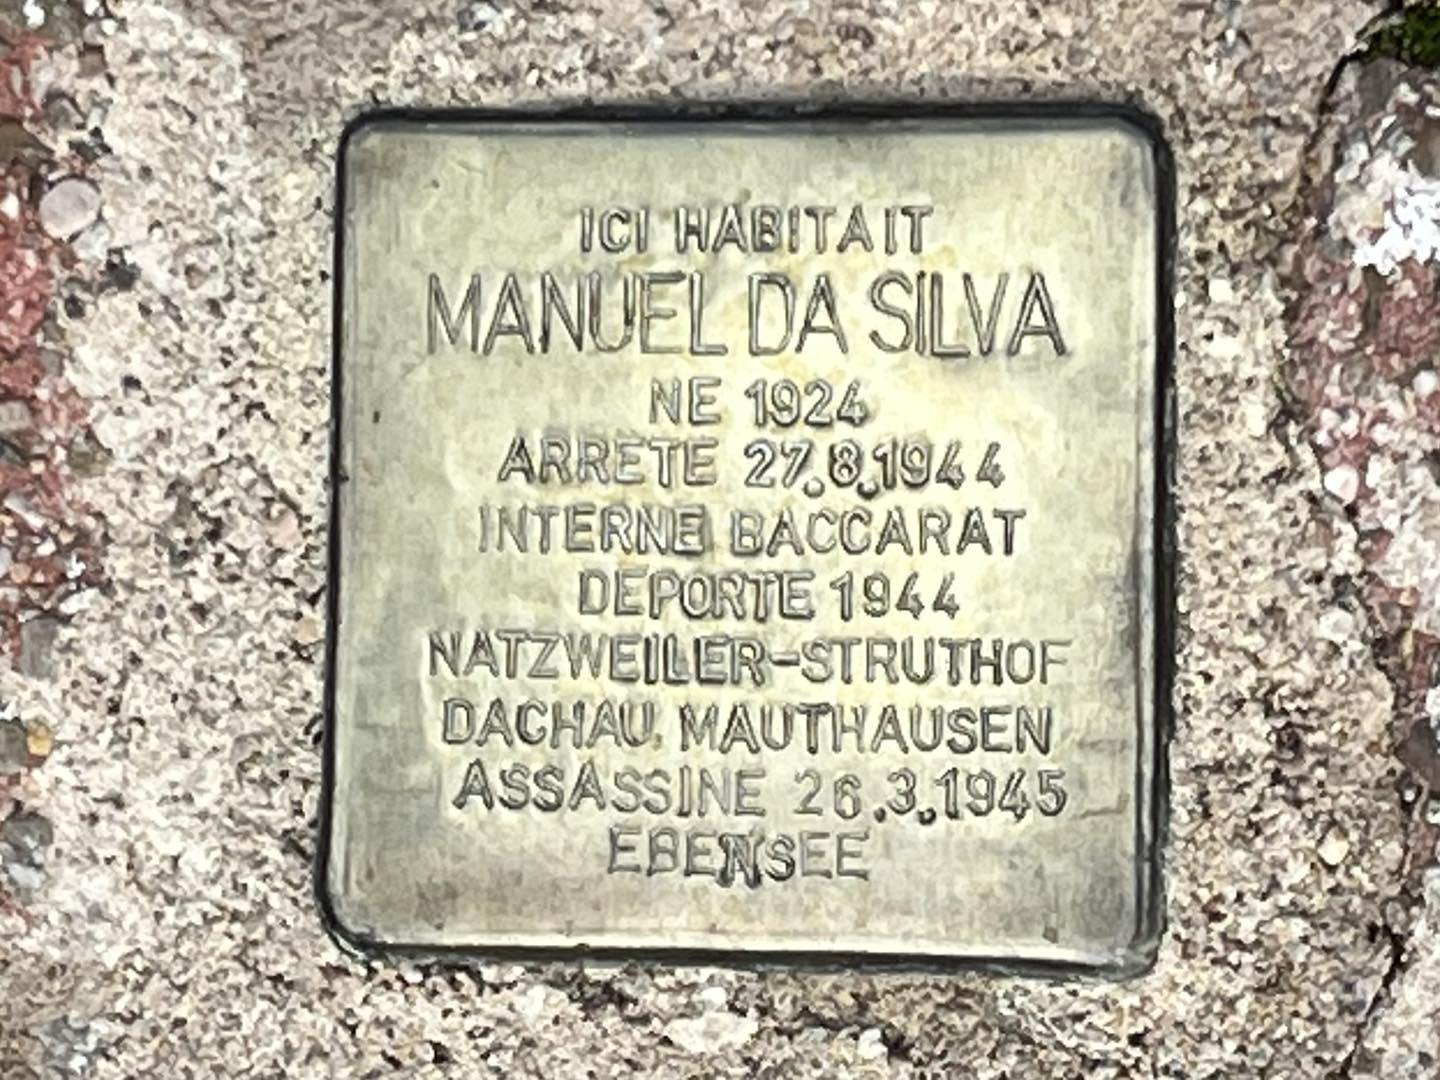 ICI HABITAIT
MANUEL DA SILVA
NE 1924
ARRETE 27.8.1944
INTERNE BACCARAT
DEPORTE 1944
NATZWEILER-STRUTHOF
DACHAU, MAUTHAUSEN
ASSASSINE 26.3.1945
EBENSEE